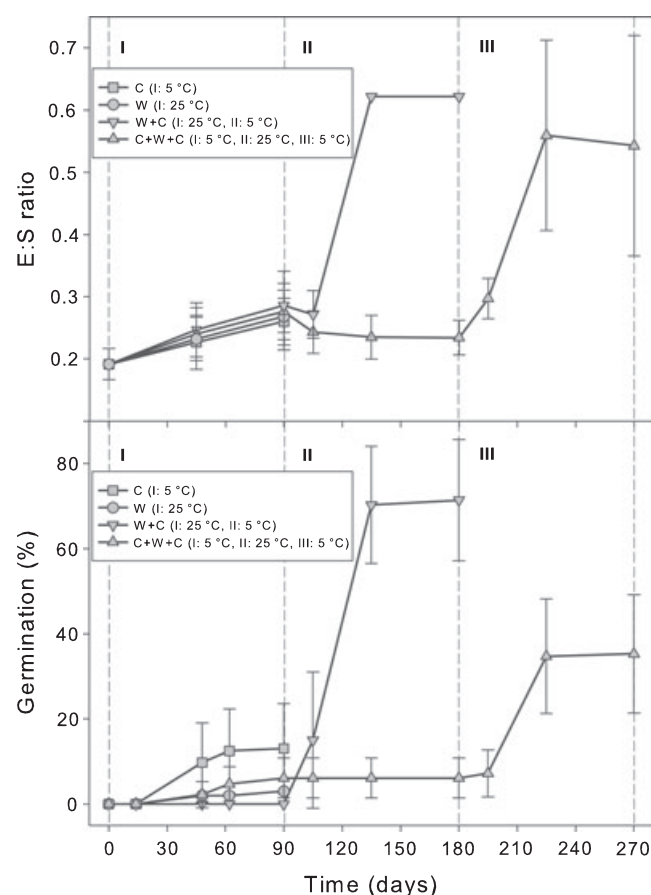 I II III
0.7
0.6
0.5
0.4
0.3
0.2
E:S ratio
C (I: 5 °C)
W (I: 25 °C)
W+C (I: 25 °C, II: 5 °C)
C+W+C (I: 5 °C, II: 25 °C, III: 5 °C)
I II III
80
60
40
20
0
Germination (%)
C (I: 5 °C)
W (I: 25 °C)
W+C (I: 25 °C, II: 5 °C)
C+W+C (I: 5 °C, II: 25 °C, III: 5 °C)
0 30 60 90 120 150 180 210 240 270
Time (days)